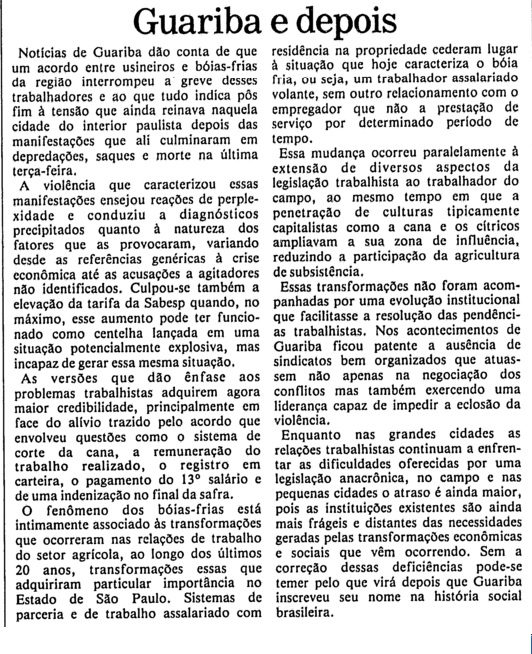 Guariba e depois
Notícias de Guariba dão conta de que
um acordo entre usineiros e bóias-frias
da região interrompeu a greve desses
trabalhadores e ao que tudo indica pôs
fim à tensão que ainda reinava naquela
cidade do interior paulista depois das
manifestações que ali culminaram em
depredações, saques e morte na última
terça-feira.
A violência que caracterizou essas
manifestações ensejou reações de perple-
xidade e conduziu a diagnósticos
precipitados quanto à natureza dos
fatores que as provocaram, variando
desde as referências genéricas à crise
econômica até as acusações a agitadores
não identificados. Culpou-se também a
elevação da tarifa da Sabesp quando, no
máximo, esse aumento pode ter funcio-
nado como centelha lançada em uma
situação potencialmente explosiva, mas
incapaz de gerar essa mesma situação.
As versões que dão ênfase aos
problemas trabalhistas adquirem agora
maior credibilidade, principalmente em
face do alívio trazido pelo acordo que
envolveu questões como o sistema de
corte da cana, a remuneração do
trabalho realizado, o registro em
carteira, o pagamento do 13º salário e
de uma indenização no final da safra.
O fenômeno dos bóias-frias está
intimamente associado às transformações
que ocorreram nas relações de trabalho
do setor agrícola, ao longo dos últimos
20 anos, transformações essas que
adquiriram particular importância no
Estado de São Paulo. Sistemas de
parceria e de trabalho assalariado com
residência na propriedade cederam lugar
à situação que hoje caracteriza o bóia
fria, ou seja, um trabalhador assalariado
volante, sem outro relacionamento com o
empregador que não a prestação de
serviço por determinado período de
tempo.
Essa mudança ocorreu paralelamente à
extensão de diversos aspectos da
legislação trabalhista ao trabalhador do
campo, ao mesmo tempo em que a
penetração de culturas tipicamente
capitalistas como a cana e os cítricos
ampliavam a sua zona de influência,
reduzindo a participação da agricultura
de subsistência.
Essas transformações não foram acom-
panhadas por uma evolução institucional
que facilitasse a resolução das pendên-
cias trabalhistas. Nos acontecimentos de
Guariba ficou patente a ausência de
sindicatos bem organizados que atuas-
sem não apenas na negociação dos
conflitos mas também exercendo uma
liderança capaz de impedir a eclosão da
violência.
Enquanto nas grandes cidades as
relações trabalhistas continuam a enfren-
tar as dificuldades oferecidas por uma
legislação anacrônica, no campo e nas
pequenas cidades o atraso é ainda maior,
pois as instituições existentes são ainda
mais frágeis e distantes das necessidades
geradas pelas transformações econômicas
e sociais que vêm ocorrendo. Sem a
correção dessas deficiências pode-se
temer pelo que virá depois que Guariba
inscreveu seu nome na história social
brasileira.